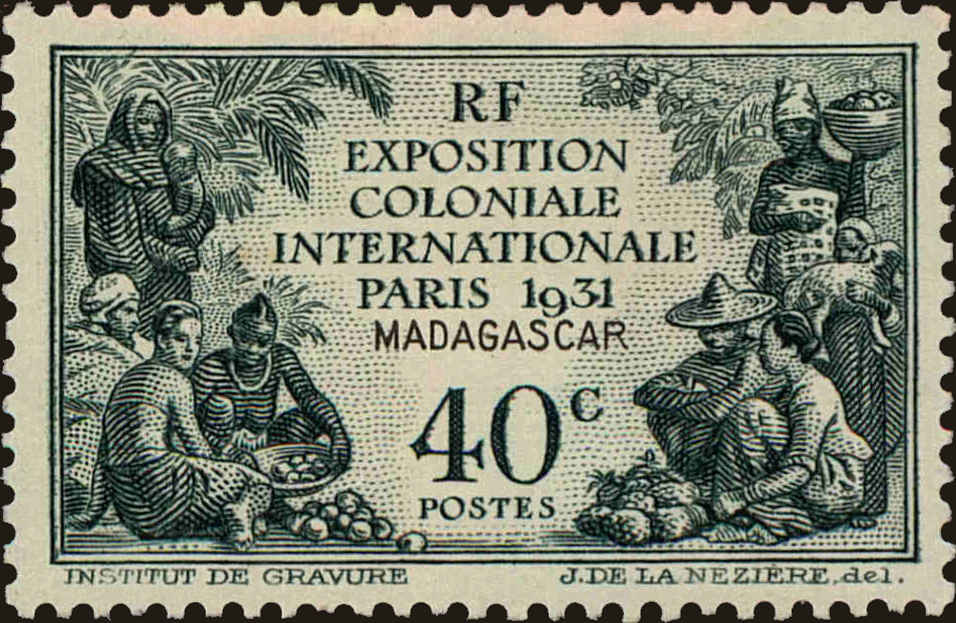 RF
EXPOSITION
COLONIALE
INTERNATIONALE
PARIS 1931
MADAGASCAR
40c
POSTES
INSTITUT DE GRAVURE
J. DE LA NEZIÈRE, del.